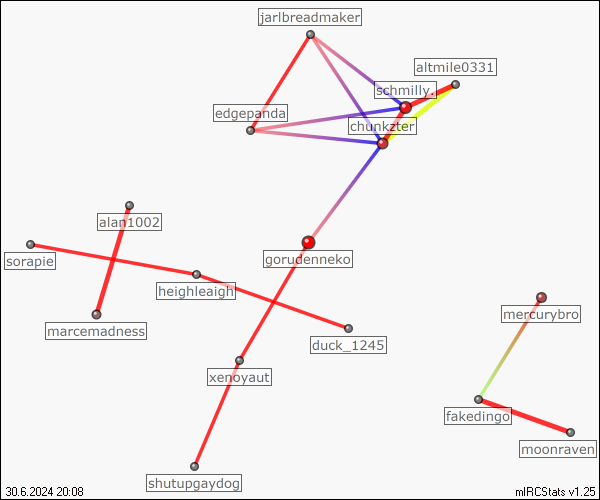 jarlbreadmaker
altmile0331
schmilly.
edgepanda
chunkzter
alan1002
sorapie
gorudenneko
heighleaigh
mercurybro
marcemadness
duck_1245
xenoyaut
fakedingo
moonraven
shutupgaydog
30.6.2024 20:08
mIRCStats v1.25